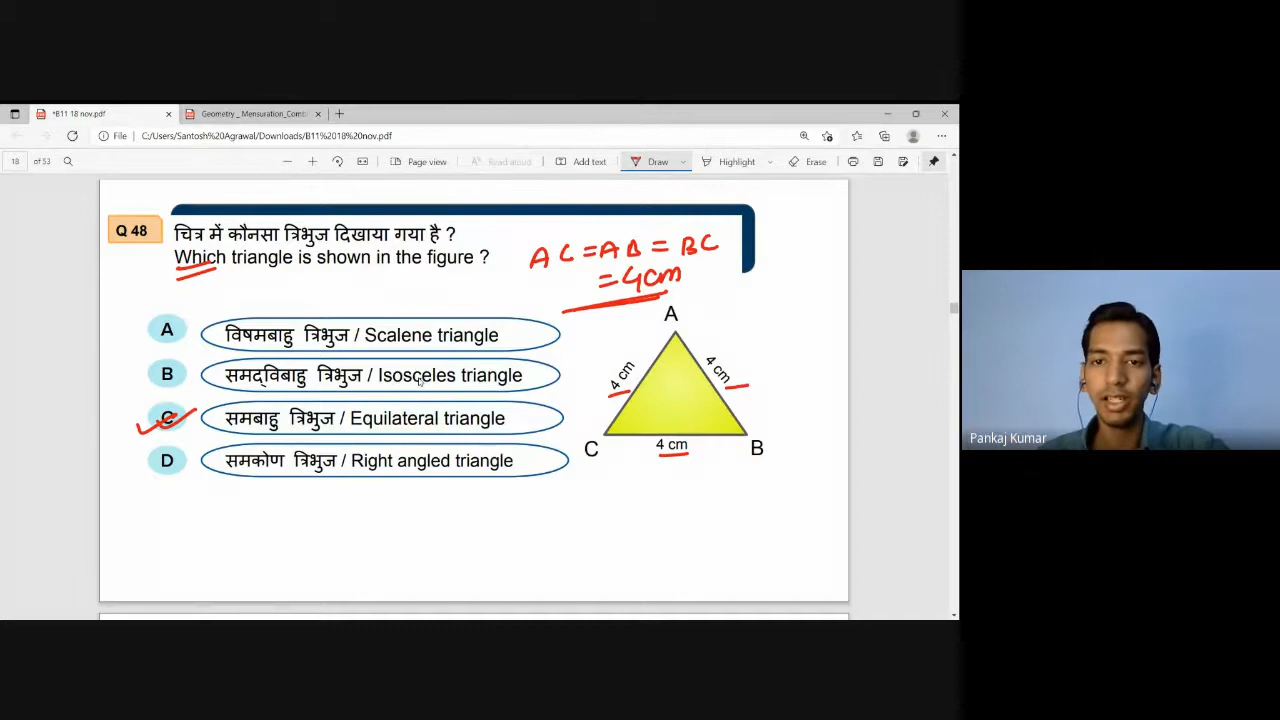 *B11 18 nov.pdf
Geometry _ Mensuration_Combi
File
C:/Users/Santosh%20Agrawal/Downloads/B11%2018%20nov.pdf
18 of 53
Page view
Read aloud
Add text
Draw
Highlight
Erase
Q 48
चित्र में कौनसा त्रिभुज दिखाया गया है ?
Which triangle is shown in the figure ?
AC = AB = BC
= 4cm
A विषमबाहु त्रिभुज / Scalene triangle
B समद्विबाहु त्रिभुज / Isosceles triangle
C समबाहु त्रिभुज / Equilateral triangle
D समकोण त्रिभुज / Right angled triangle
A
4 cm
4 cm
C
4 cm
B
Pankaj Kumar